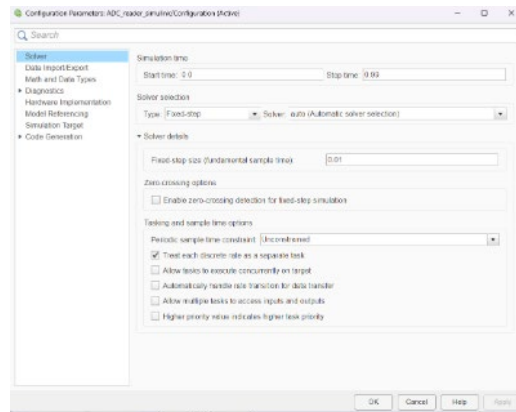 Configuration Parameters: ADC_reader_simulink/Configuration (Active)
Search
Solver
Data Import/Export
Math and Data Types
Diagnostics
Hardware Implementation
Model Referencing
Simulation Target
Code Generation
Simulation time
Start time: 0.0 Stop time: 9.99
Solver selection
Type: Fixed-step Solver: auto (Automatic solver selection)
Solver details
Fixed-step size (fundamental sample time): 0.01
Zero-crossing options
Enable zero-crossing detection for fixed-step simulation
Tasking and sample time options
Periodic sample time constraint: Unconstrained
Treat each discrete rate as a separate task
Allow tasks to execute concurrently on target
Automatically handle rate transition for data transfer
Allow multiple tasks to access inputs and outputs
Higher priority value indicates higher task priority
OK Cancel Help Apply